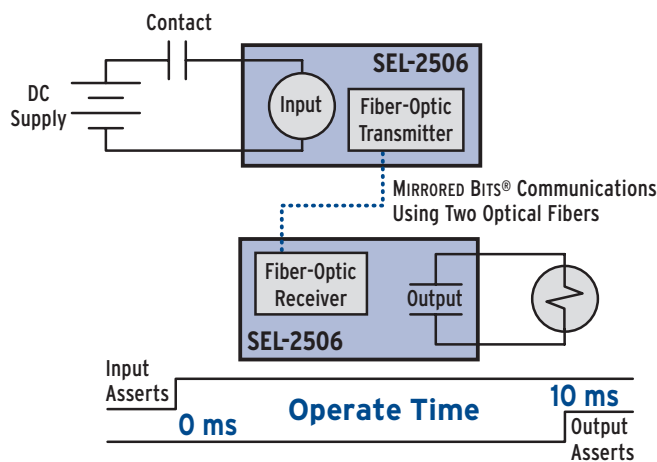 Contact
DC
Supply
SEL-2506
Input
Fiber-Optic
Transmitter
MIRRORED BITS® Communications
Using Two Optical Fibers
Fiber-Optic
Receiver
Output
SEL-2506
Input
Asserts
0 ms
Operate Time
10 ms
Output
Asserts